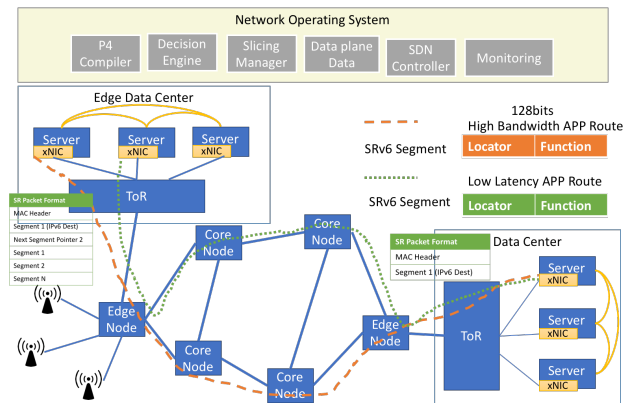 Network Operating System
P4
Compiler
Decision
Engine
Slicing
Manager
Data plane
Data
SDN
Controller
Monitoring
Edge Data Center
Server
xNIC
Server
xNIC
Server
xNIC
ToR
128bits
High Bandwidth APP Route
SRv6 Segment
Locator
Function
Low Latency APP Route
SRv6 Segment
Locator
Function
SR Packet Format
MAC Header
Segment 1 (IPv6 Dest)
Next Segment Pointer 2
Segment 1
Segment 2
Segment N
Core
Node
Core
Node
Edge
Node
Core
Node
Core
Node
Edge
Node
SR Packet Format
MAC Header
Segment 1 (IPv6 Dest)
Data Center
ToR
Server
xNIC
Server
xNIC
Server
xNIC